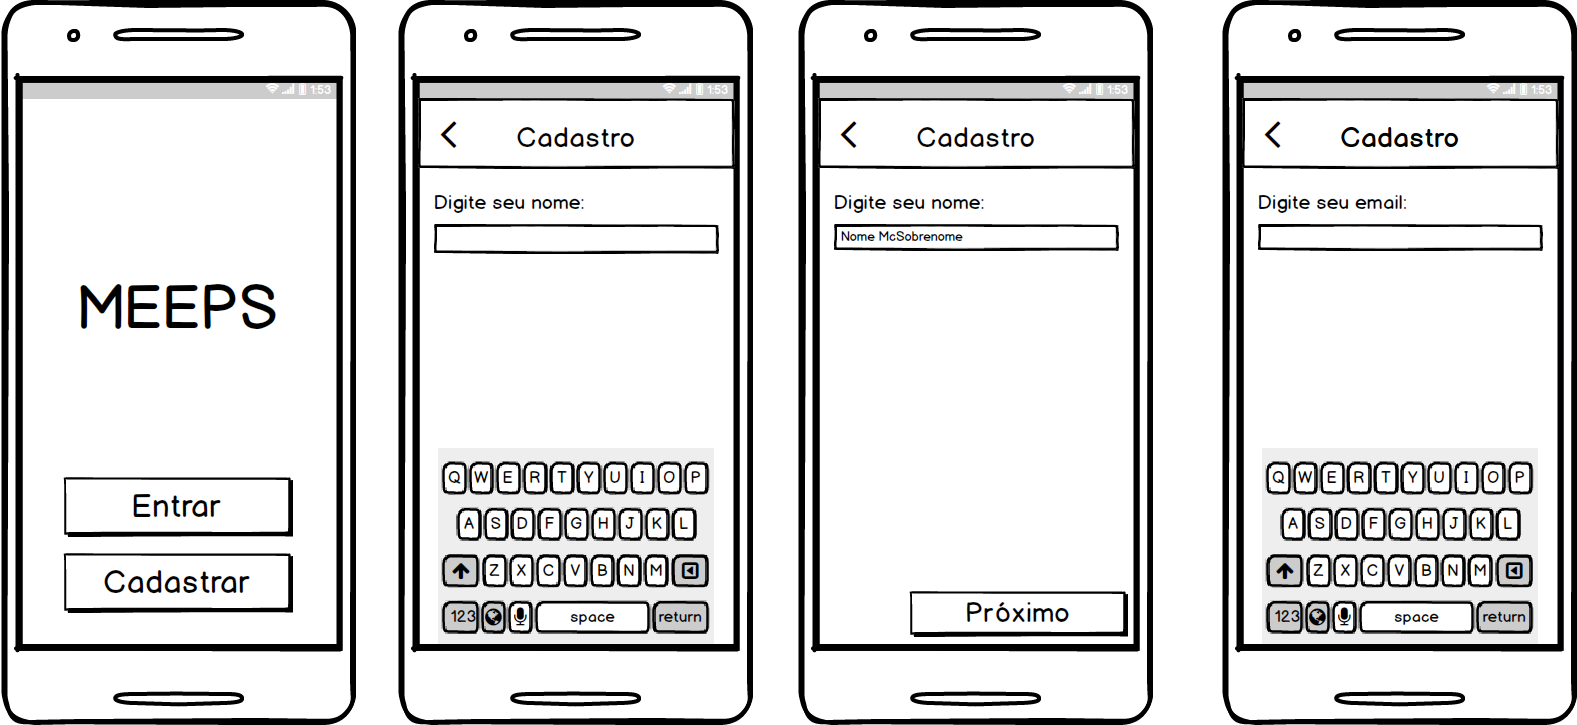 1:53
MEEPS
Entrar
Cadastrar
1:53
Cadastro
Digite seu nome:
Q W E R T Y U I O P
A S D F G H J K L
Z X C V B N M
123 space return
1:53
Cadastro
Digite seu nome:
Nome McSobrenome
Próximo
1:53
Cadastro
Digite seu email:
Q W E R T Y U I O P
A S D F G H J K L
Z X C V B N M
123 space return